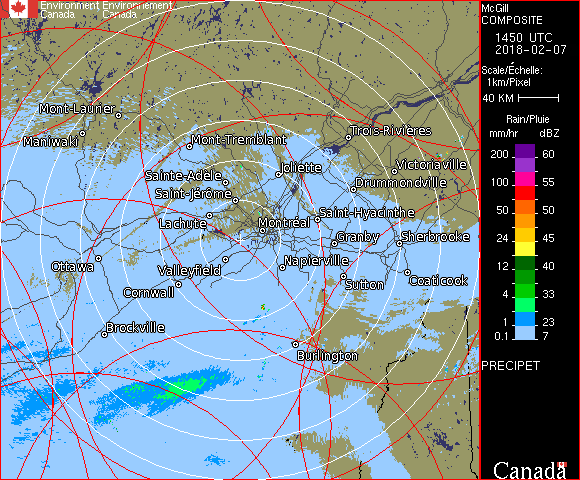 Environment Environnement
Canada Canada
McGill
COMPOSITE
1450 UTC
2018-02-07
Scale/Échelle:
1km/Pixel
40 KM
Rain/Pluie
mm/hr dBZ
200 60
100 55
50 50
24 45
12 40
4 33
1 23
0.1 7
PRECIPET
Canada
Mont-Laurier
Maniwaki
Mont-Tremblant
Trois-Rivières
Joliette
Victoriaville
Sainte-Adèle
Drummondville
Saint-Jérôme
Lachute
Saint-Hyacinthe
Montréal
Granby
Sherbrooke
Ottawa
Valleyfield
Napierville
Sutton
Coaticook
Cornwall
Brockville
Burlington